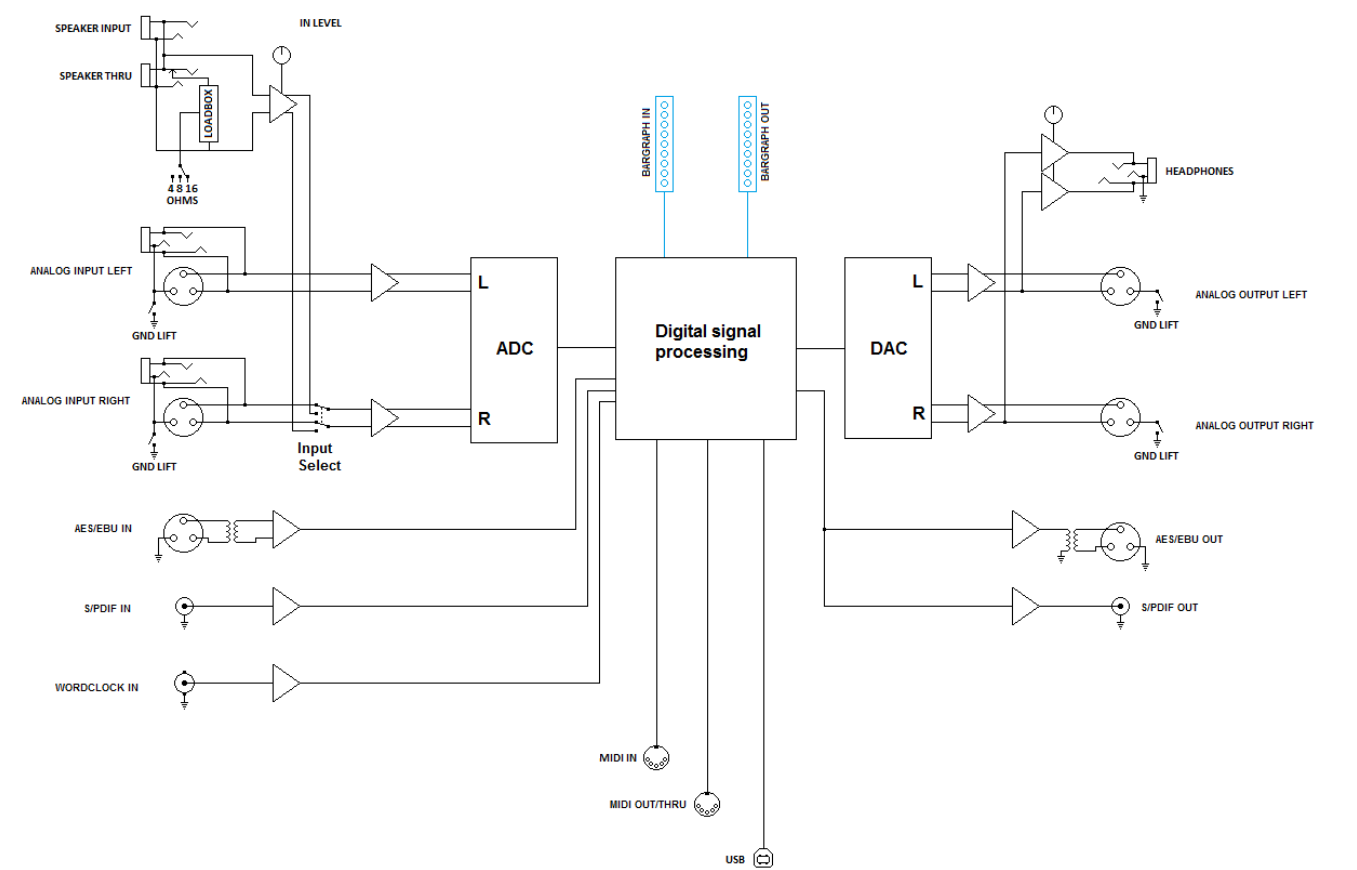 SPEAKER INPUT
IN LEVEL
SPEAKER THRU
LOADBOX
4 8 16
OHMS
BARGRAPH IN
BARGRAPH OUT
HEADPHONES
ANALOG INPUT LEFT
GND LIFT
L
ADC
R
Digital signal
processing
L
DAC
R
ANALOG OUTPUT LEFT
GND LIFT
ANALOG INPUT RIGHT
GND LIFT
Input
Select
ANALOG OUTPUT RIGHT
GND LIFT
AES/EBU IN
AES/EBU OUT
S/PDIF IN
S/PDIF OUT
WORDCLOCK IN
MIDI IN
MIDI OUT/THRU
USB